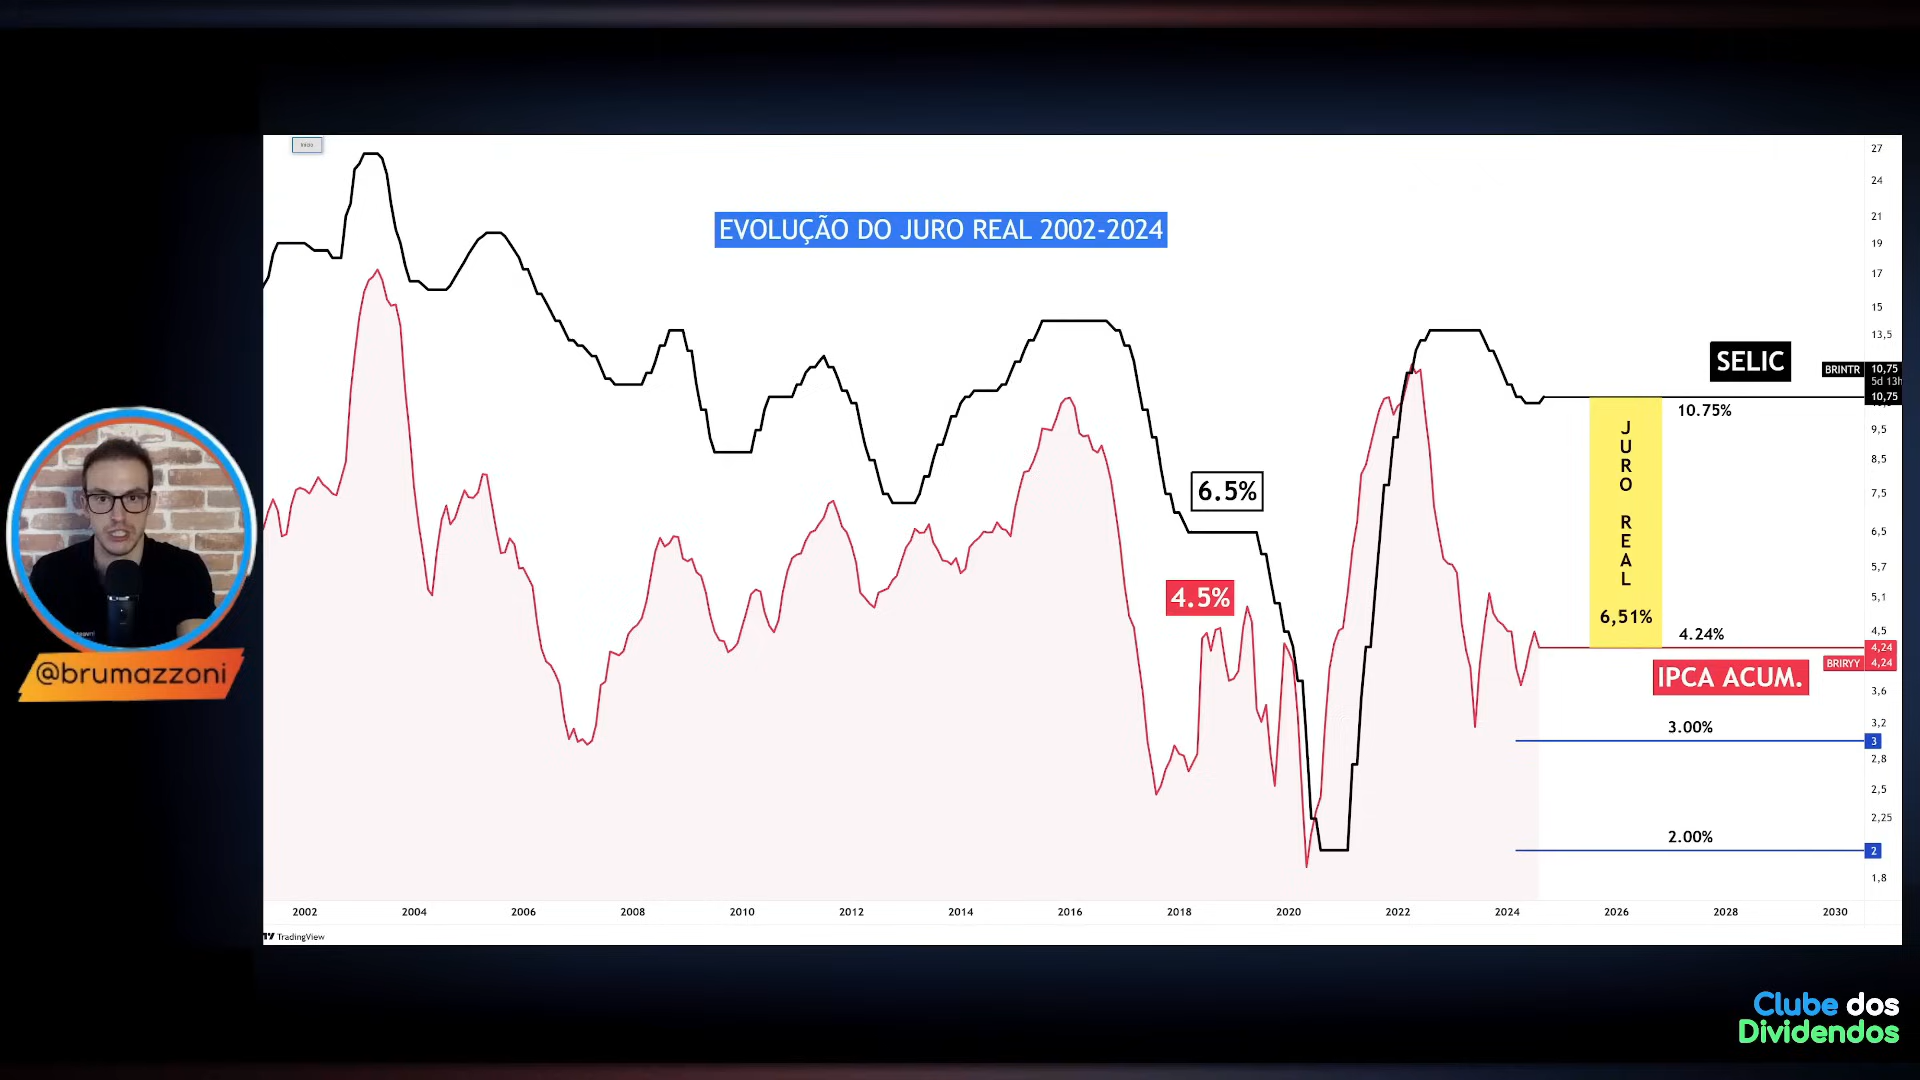 EVOLUÇÃO DO JURO REAL 2002-2024
27
24
21
19
17
15
13,5
SELIC
BRINTR 10,75
5d 13h
10,75
10.75%
9,5
8,5
7,5
6,5
5,7
5,1
4,5
JURO REAL
6,51%
6.5%
4.5%
4.24%
4,24
BRIRYY 4,24
IPCA ACUM.
3,6
3,2
3.00%
3
2,8
2,5
2,25
2.00%
2
1,8
2002 2004 2006 2008 2010 2012 2014 2016 2018 2020 2022 2024 2026 2028 2030
TradingView
@brumazzoni
Clube dos
Dividendos